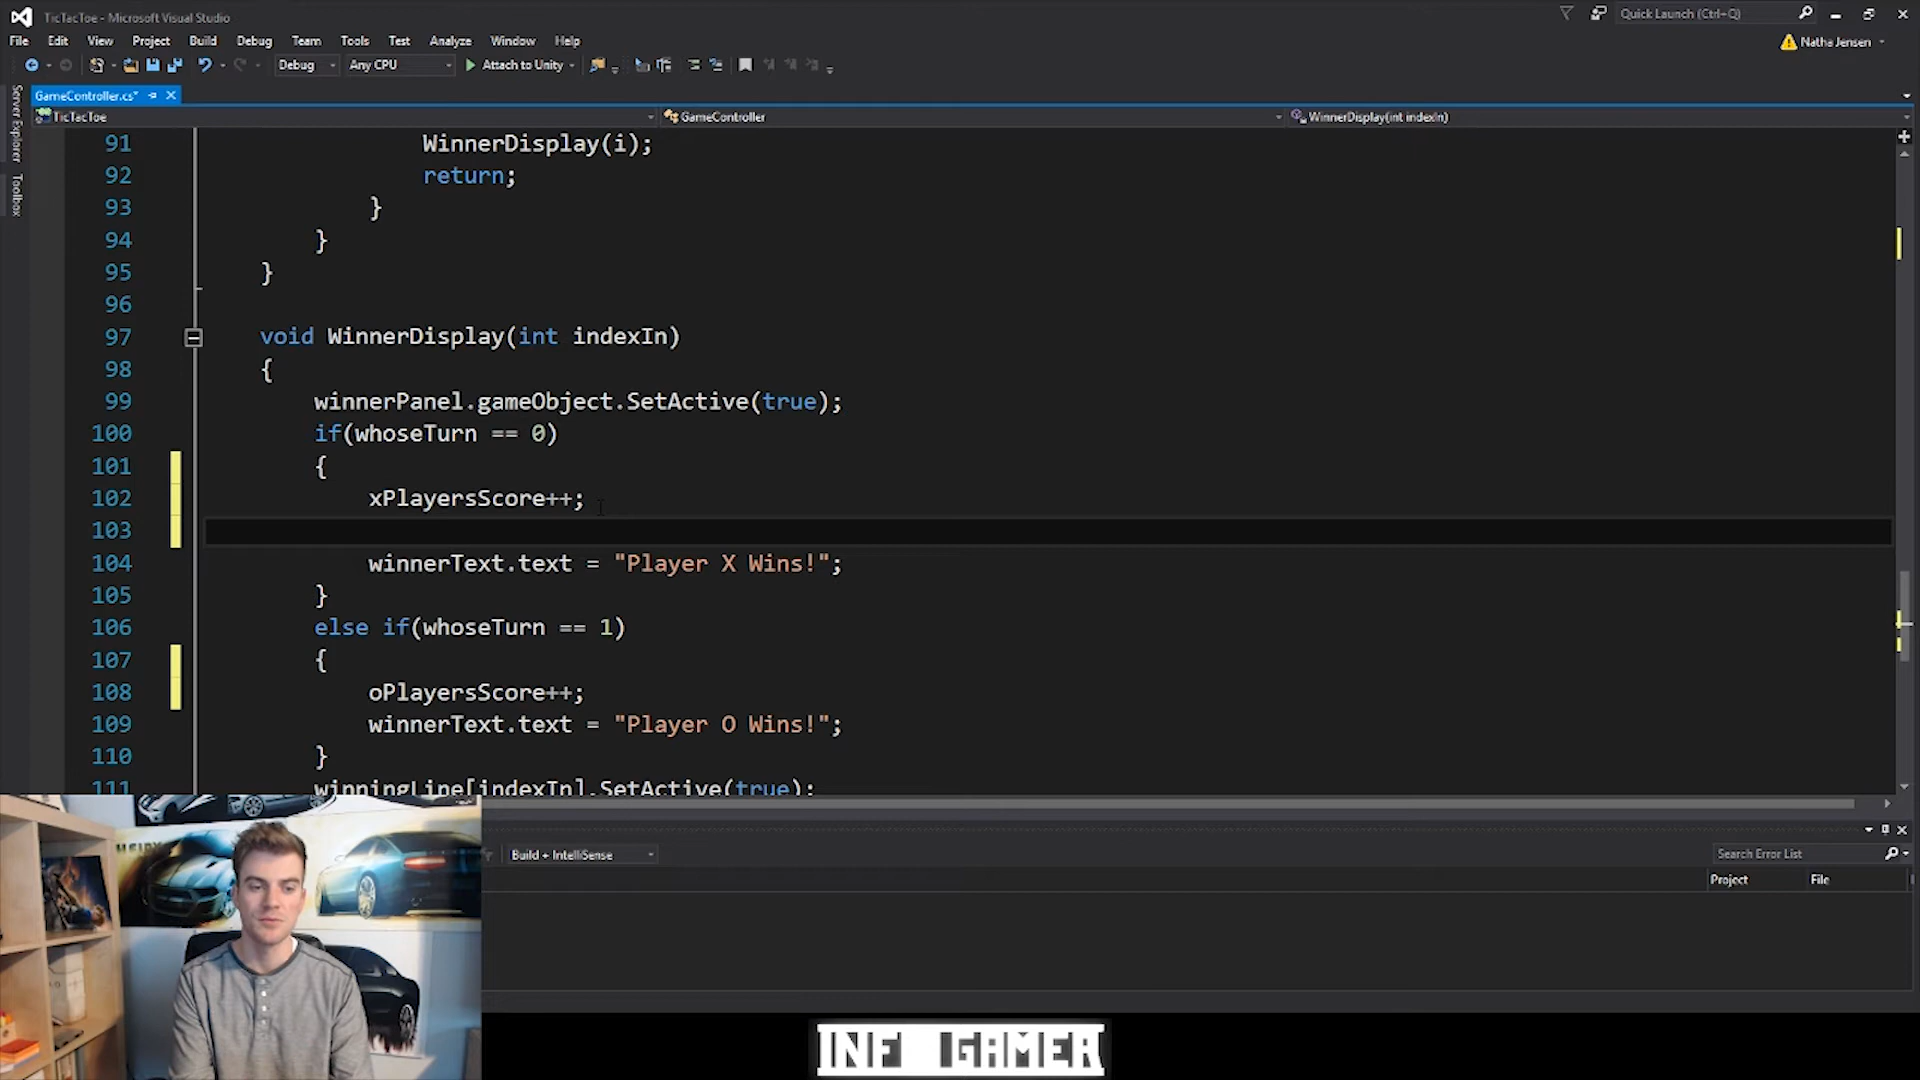 TicTacToe - Microsoft Visual Studio
Quick Launch (Ctrl+Q)
File Edit View Project Build Debug Team Tools Test Analyze Window Help
Natha Jensen
Debug Any CPU Attach to Unity
Server Explorer
Toolbox
GameController.cs*
TicTacToe GameController WinnerDisplay(int indexIn)
91 WinnerDisplay(i);
92 return;
93 }
94 }
95 }
96
97 void WinnerDisplay(int indexIn)
98 {
99 winnerPanel.gameObject.SetActive(true);
100 if(whoseTurn == 0)
101 {
102 xPlayersScore++;
103
104 winnerText.text = "Player X Wins!";
105 }
106 else if(whoseTurn == 1)
107 {
108 oPlayersScore++;
109 winnerText.text = "Player O Wins!";
110 }
111 winningLine[indexIn].SetActive(true);
Build + IntelliSense
Search Error List
Project File
INF GAMER